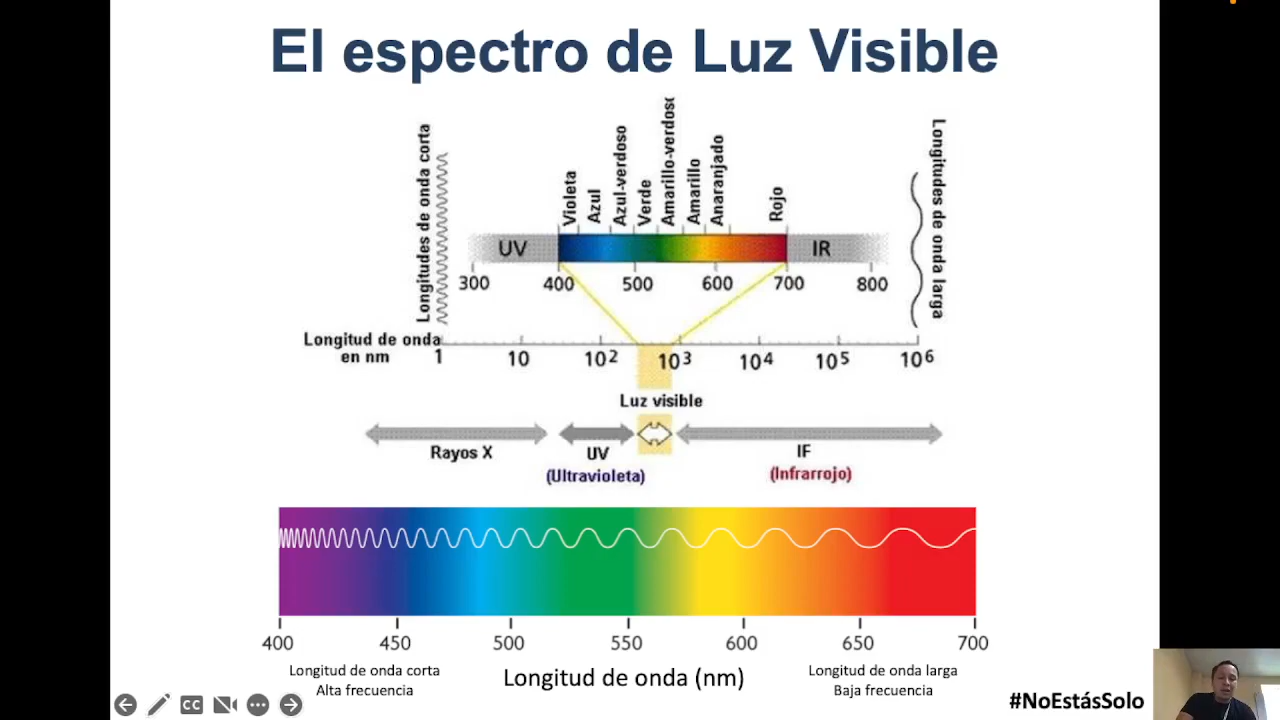 El espectro de Luz Visible
Longitudes de onda corta
Violeta
Azul
Azul-verdoso
Verde
Amarillo-verdoso
Amarillo
Anaranjado
Rojo
Longitudes de onda larga
UV
IR
300 400 500 600 700 800
Longitud de onda
en nm
1 10 10² 10³ 10⁴ 10⁵ 10⁶
Luz visible
Rayos X
UV
(Ultravioleta)
IF
(Infrarrojo)
400 450 500 550 600 650 700
Longitud de onda corta
Alta frecuencia
Longitud de onda (nm)
Longitud de onda larga
Baja frecuencia
CC
#NoEstásSolo